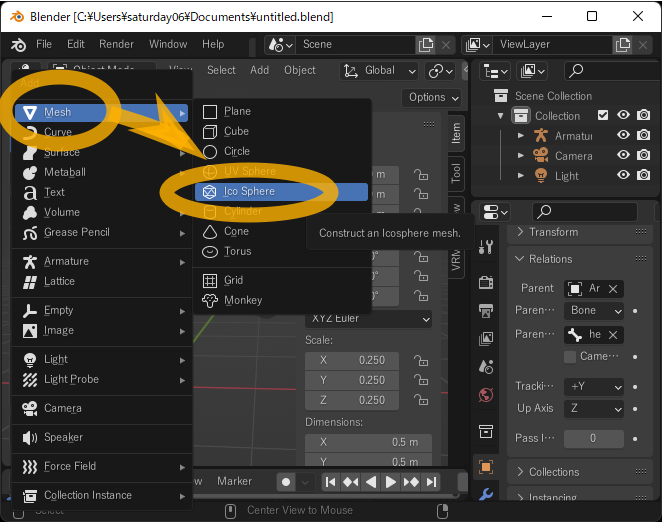 Blender [C:¥Users¥saturday06¥Documents¥untitled.blend]
File Edit Render Window Help
Scene
ViewLayer
Object Mode
View Select Add Object
Global
Options
Add
Mesh
Curve
Surface
Metaball
Text
Volume
Grease Pencil
Armature
Lattice
Empty
Image
Light
Light Probe
Camera
Speaker
Force Field
Collection Instance
Plane
Cube
Circle
UV Sphere
Ico Sphere
Cylinder
Cone
Torus
Grid
Monkey
Construct an Icosphere mesh.
Item
Tool
VRM
XYZ Euler
Scale:
X 0.250
Y 0.250
Z 0.250
Dimensions:
X 0.5 m
0.5 m
Marker
Select
Center View to Mouse
Scene Collection
Collection
Armatur
Camera
Light
Transform
Relations
Parent Ar
Paren··· Bone
Paren··· he
Came···
Tracki··· +Y
Up Axis Z
Pass I··· 0
Collections
Instancing